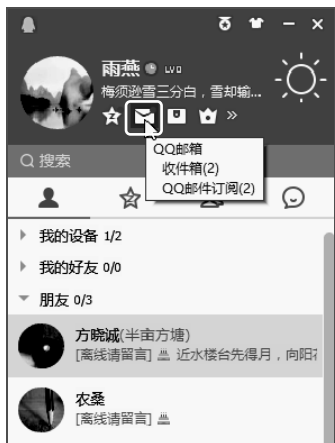 雨燕 LV0
梅须逊雪三分白，雪却输...
QQ邮箱
收件箱(2)
QQ邮件订阅(2)
搜索
我的设备 1/2
我的好友 0/0
朋友 0/3
方晓诚(半亩方塘)
[离线请留言] 近水楼台先得月，向阳
农桑
[离线请留言]